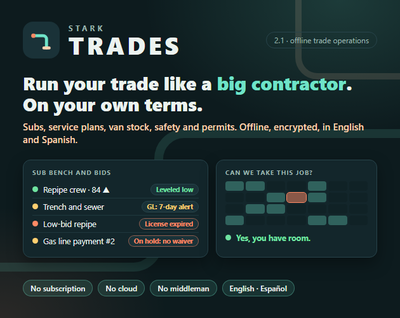 STARK
TRADES
2.1 · offline trade operations
Run your trade like a big contractor.
On your own terms.
Subs, service plans, van stock, safety and permits. Offline, encrypted, in English
and Spanish.
SUB BENCH AND BIDS
Repipe crew · 84 ▲
Leveled low
Trench and sewer
GL: 7-day alert
Low-bid repipe
License expired
Gas line payment #2
On hold: no waiver
CAN WE TAKE THIS JOB?
Yes, you have room.
No subscription
No cloud
No middleman
English · Español